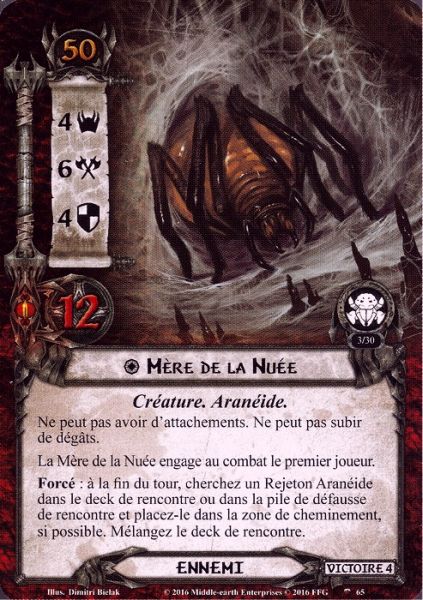 50
4
6
4
12
3/30
Mère de la Nuée
Créature. Aranéide.
Ne peut pas avoir d'attachements. Ne peut pas subir
de dégâts.
La Mère de la Nuée engage au combat le premier joueur.
Forcé : à la fin du tour, cherchez un Rejeton Aranéide
dans le deck de rencontre ou dans la pile de défausse
de rencontre et placez-le dans la zone de cheminement,
si possible. Mélangez le deck de rencontre.
ENNEMI
VICTOIRE 4
Illus. Dimitri Bielak © 2016 Middle-earth Enterprises © 2016 FFG 65